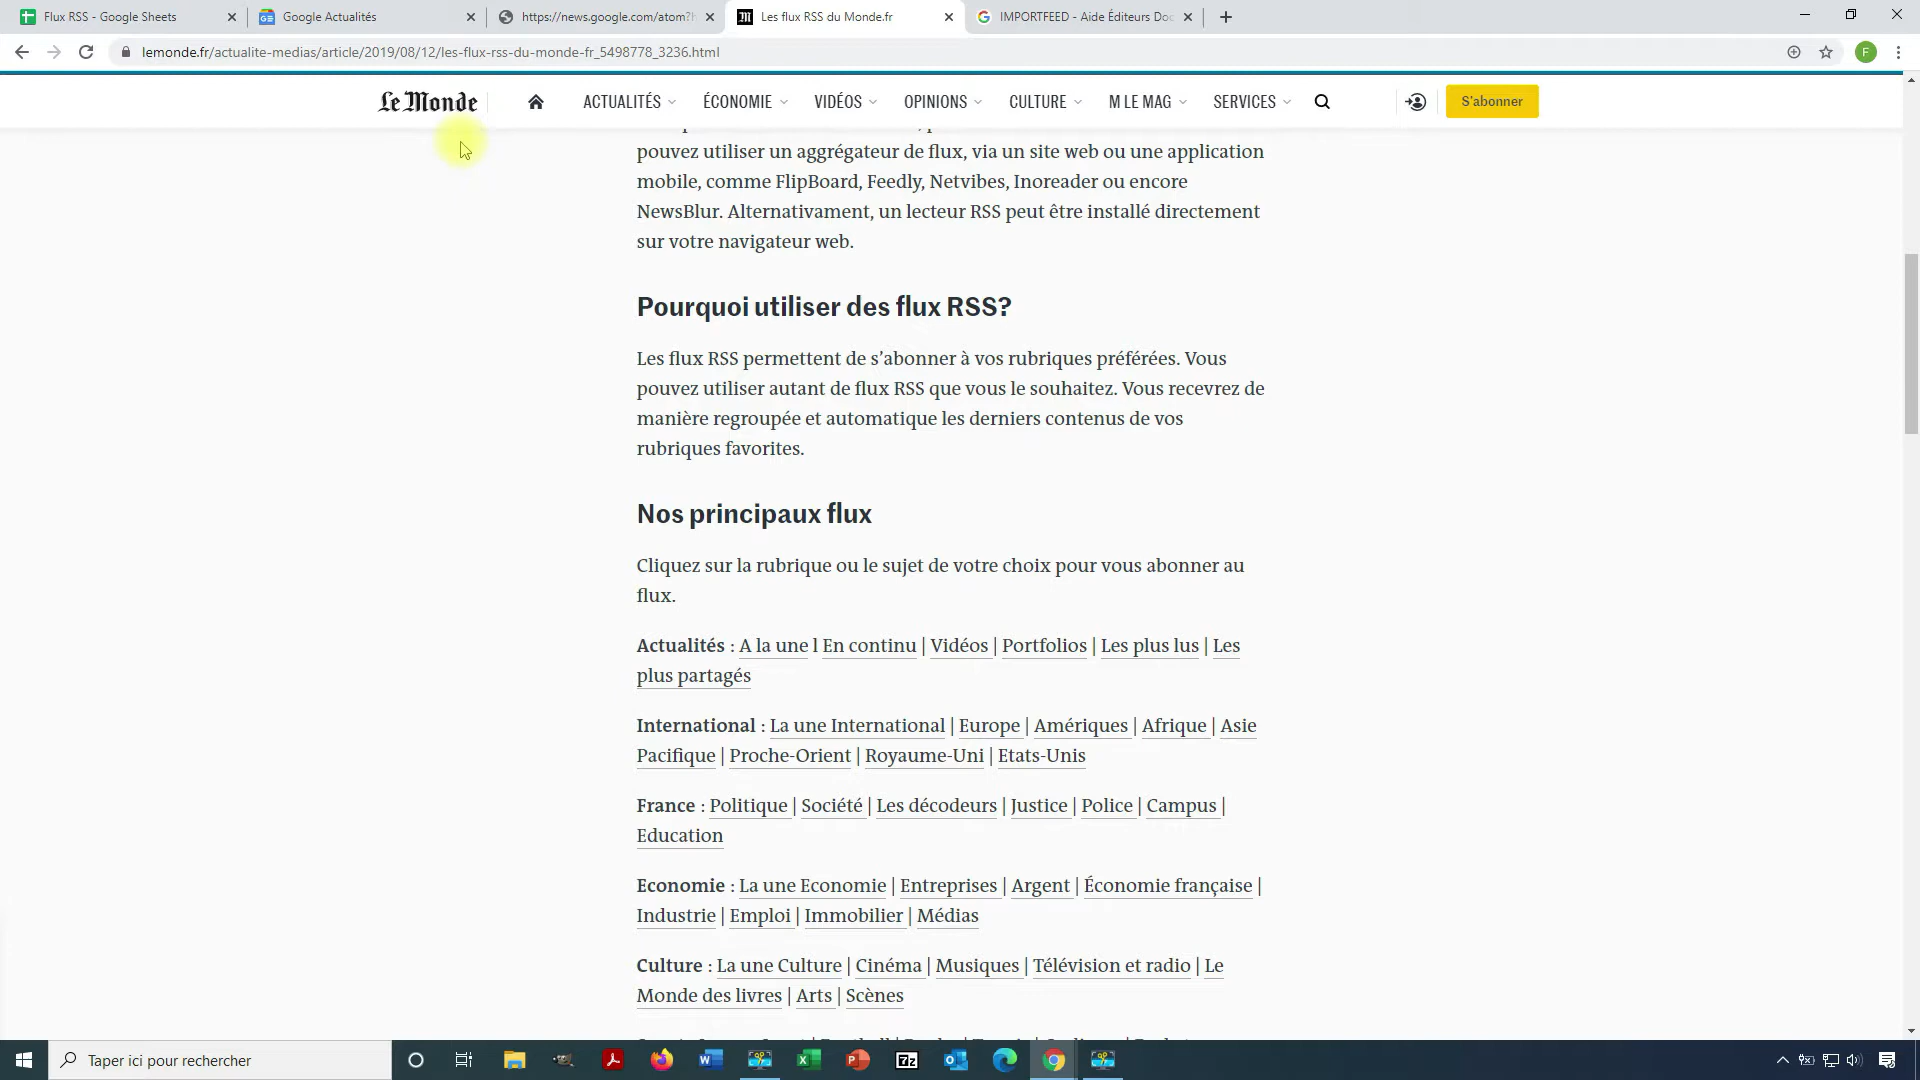 Flux RSS - Google Sheets
Google Actualités
https://news.google.com/atom?h
Les flux RSS du Monde.fr
IMPORTFEED - Aide Éditeurs Doc
lemonde.fr/actualite-medias/article/2019/08/12/les-flux-rss-du-monde-fr_5498778_3236.html
F
Le Monde
ACTUALITÉS
ÉCONOMIE
VIDÉOS
OPINIONS
CULTURE
M LE MAG
SERVICES
S'abonner
pouvez utiliser un aggrégateur de flux, via un site web ou une application
mobile, comme FlipBoard, Feedly, Netvibes, Inoreader ou encore
NewsBlur. Alternativament, un lecteur RSS peut être installé directement
sur votre navigateur web.
Pourquoi utiliser des flux RSS?
Les flux RSS permettent de s’abonner à vos rubriques préférées. Vous
pouvez utiliser autant de flux RSS que vous le souhaitez. Vous recevrez de
manière regroupée et automatique les derniers contenus de vos
rubriques favorites.
Nos principaux flux
Cliquez sur la rubrique ou le sujet de votre choix pour vous abonner au
flux.
Actualités : A la une l En continu | Vidéos | Portfolios | Les plus lus | Les
plus partagés
International : La une International | Europe | Amériques | Afrique | Asie
Pacifique | Proche-Orient | Royaume-Uni | Etats-Unis
France : Politique | Société | Les décodeurs | Justice | Police | Campus |
Education
Economie : La une Economie | Entreprises | Argent | Économie française |
Industrie | Emploi | Immobilier | Médias
Culture : La une Culture | Cinéma | Musiques | Télévision et radio | Le
Monde des livres | Arts | Scènes
Taper ici pour rechercher